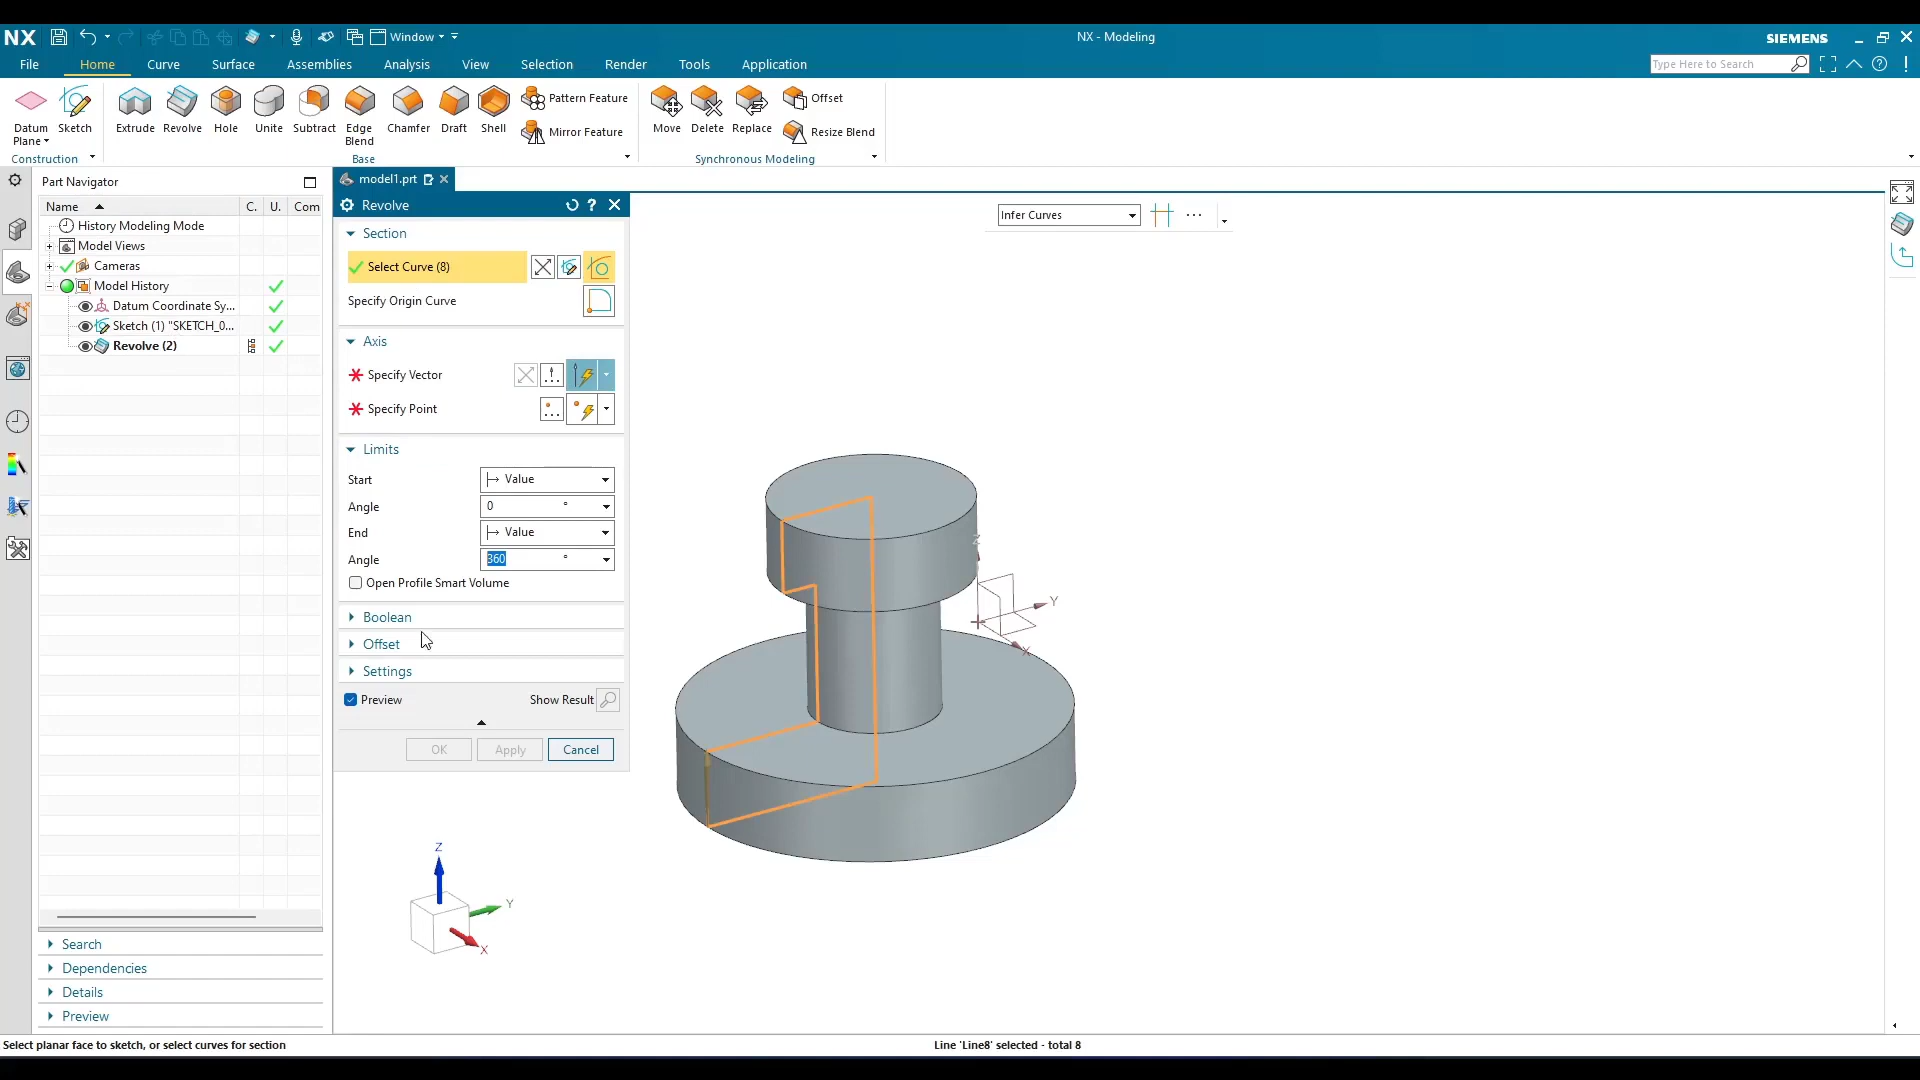 NX
Window
NX - Modeling
SIEMENS
File Home Curve Surface Assemblies Analysis View Selection Render Tools Application
Type Here to Search
Datum Plane
Sketch
Extrude
Revolve
Hole
Unite
Subtract
Edge Blend
Chamfer
Draft
Shell
Pattern Feature
Mirror Feature
Move
Delete
Replace
Offset
Resize Blend
Construction
Base
Synchronous Modeling
Part Navigator
Name C. U. Com
History Modeling Mode
Model Views
Cameras
Model History
Datum Coordinate Sy...
Sketch (1) "SKETCH_0...
Revolve (2)
Search
Dependencies
Details
Preview
model1.prt
Revolve
Section
Select Curve (8)
Specify Origin Curve
Axis
Specify Vector
Specify Point
Limits
Start Value
Angle 0 °
End Value
Angle 360 °
Open Profile Smart Volume
Boolean
Offset
Settings
Preview Show Result
OK Apply Cancel
Infer Curves
Z
Y
X
Z
Y
X
Select planar face to sketch, or select curves for section
Line 'Line8' selected - total 8